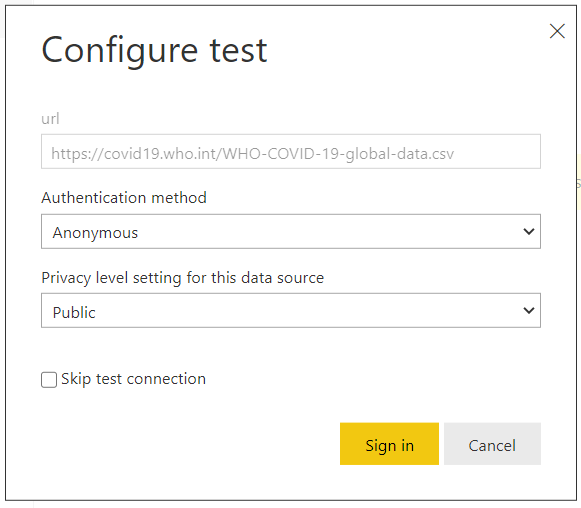 Configure test
url
https://covid19.who.int/WHO-COVID-19-global-data.csv
Authentication method
Anonymous
Privacy level setting for this data source
Public
Skip test connection
Sign in
Cancel